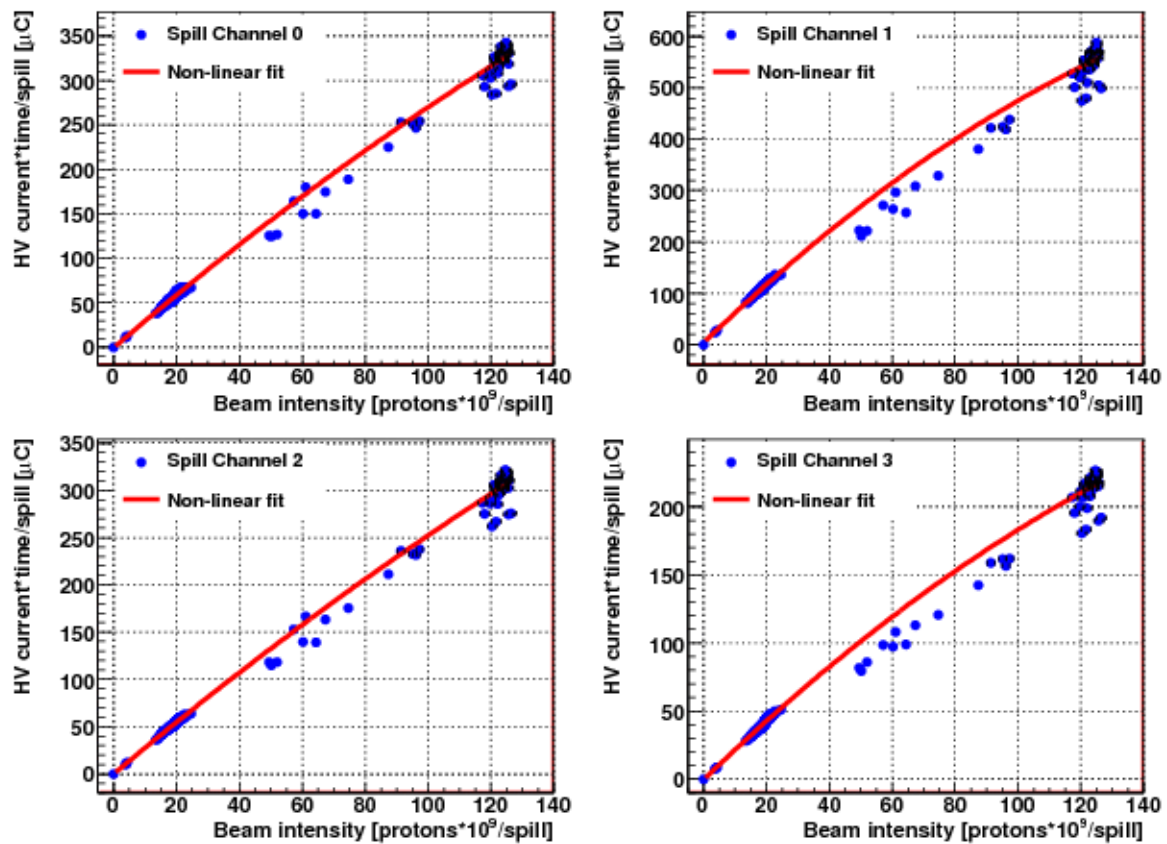 HV current*time/spill [μC]
350
300
250
200
150
100
50
0
Spill Channel 0
Non-linear fit
0 20 40 60 80 100 120 140
Beam intensity [protons*10⁹/spill]
HV current*time/spill [μC]
600
500
400
300
200
100
0
Spill Channel 1
Non-linear fit
0 20 40 60 80 100 120 140
Beam intensity [protons*10⁹/spill]
HV current*time/spill [μC]
350
300
250
200
150
100
50
0
Spill Channel 2
Non-linear fit
0 20 40 60 80 100 120 140
Beam intensity [protons*10⁹/spill]
HV current*time/spill [μC]
200
150
100
50
0
Spill Channel 3
Non-linear fit
0 20 40 60 80 100 120 140
Beam intensity [protons*10⁹/spill]